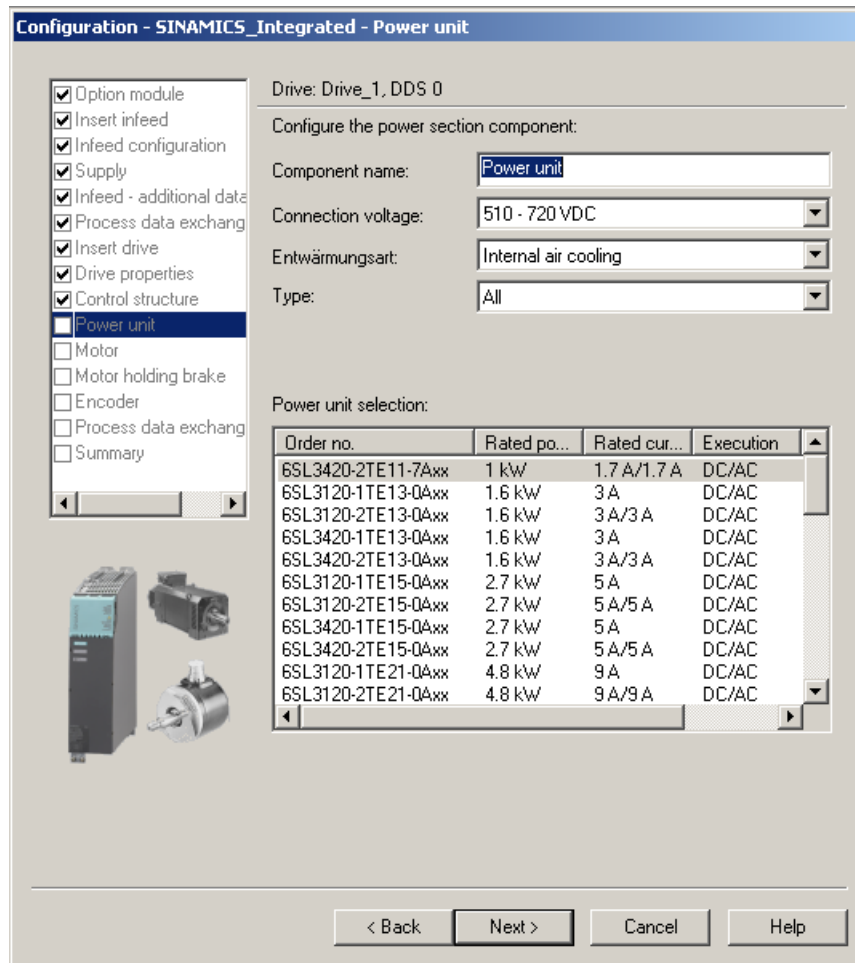 Configuration - SINAMICS_Integrated - Power unit
Option module
Insert infeed
Infeed configuration
Supply
Infeed - additional data
Process data exchang
Insert drive
Drive properties
Control structure
Power unit
Motor
Motor holding brake
Encoder
Process data exchang
Summary
Drive: Drive_1, DDS 0
Configure the power section component:
Component name: Power unit
Connection voltage: 510 - 720 VDC
Entwärmungsart: Internal air cooling
Type: All
Power unit selection:
Order no. Rated po... Rated cur... Execution
6SL3420-2TE11-7Axx 1 kW 1.7 A/1.7 A DC/AC
6SL3120-1TE13-0Axx 1.6 kW 3 A DC/AC
6SL3120-2TE13-0Axx 1.6 kW 3 A/3 A DC/AC
6SL3420-1TE13-0Axx 1.6 kW 3 A DC/AC
6SL3420-2TE13-0Axx 1.6 kW 3 A/3 A DC/AC
6SL3120-1TE15-0Axx 2.7 kW 5 A DC/AC
6SL3120-2TE15-0Axx 2.7 kW 5 A/5 A DC/AC
6SL3420-1TE15-0Axx 2.7 kW 5 A DC/AC
6SL3420-2TE15-0Axx 2.7 kW 5 A/5 A DC/AC
6SL3120-1TE21-0Axx 4.8 kW 9 A DC/AC
6SL3120-2TE21-0Axx 4.8 kW 9 A/9 A DC/AC
< Back Next > Cancel Help